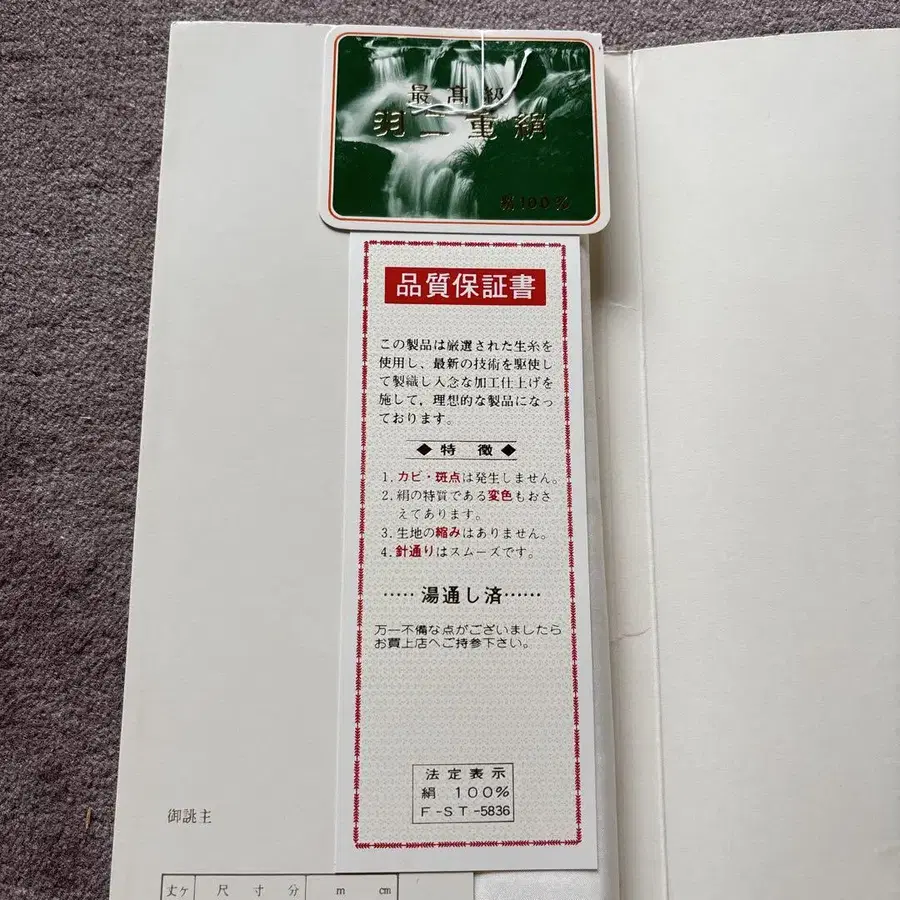 最高級
羽二重絹
絹100%
品質保証書
この製品は厳選された生糸を
使用し、最新の技術を駆使し
て製織し入念な加工仕上げを
施して、理想的な製品になっ
ております。
◆特 徴◆
1. カビ・斑点は発生しません。
2. 絹の特質である変色もおさ
えてあります。
3. 生地の縮みはありません。
4. 針通りはスムーズです。
‥‥‥湯通し済‥‥‥
万一不備な点がございましたら
お買上店へご持参下さい。
法定表示
絹 100%
F-ST-5836
御誂主
丈ケ 尺 寸 分 m cm